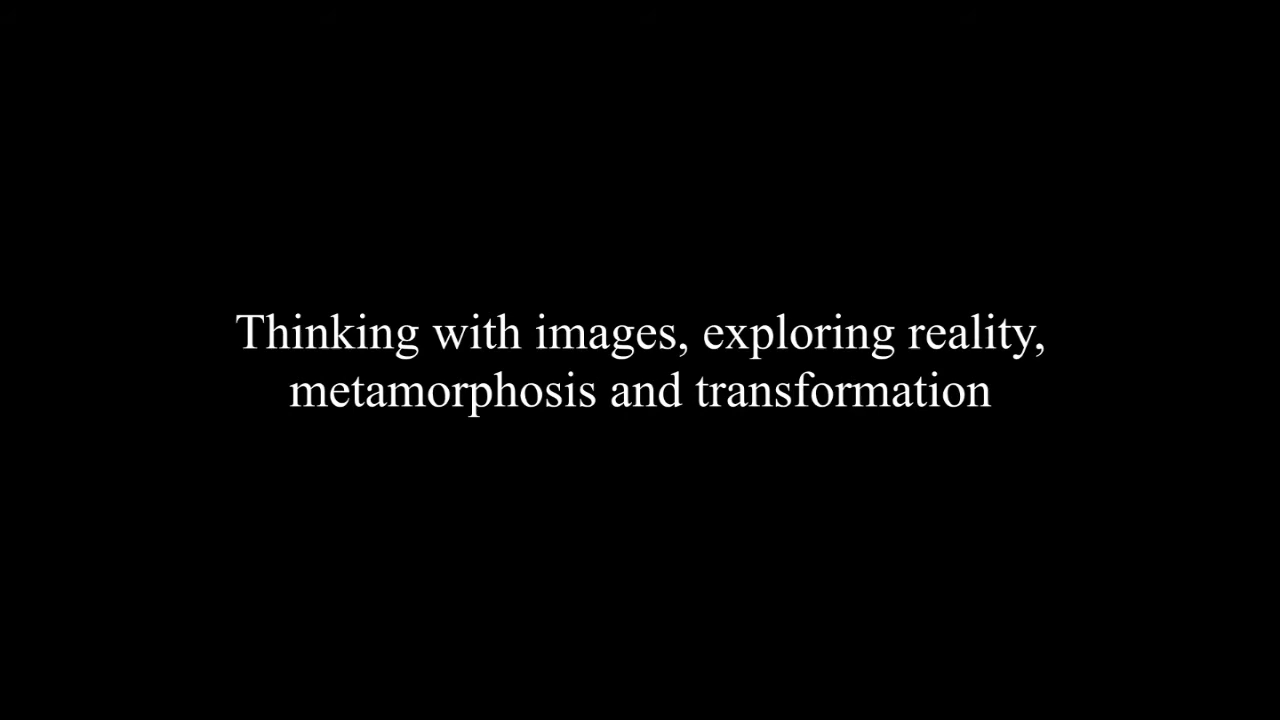 Thinking with images, exploring reality,
metamorphosis and transformation